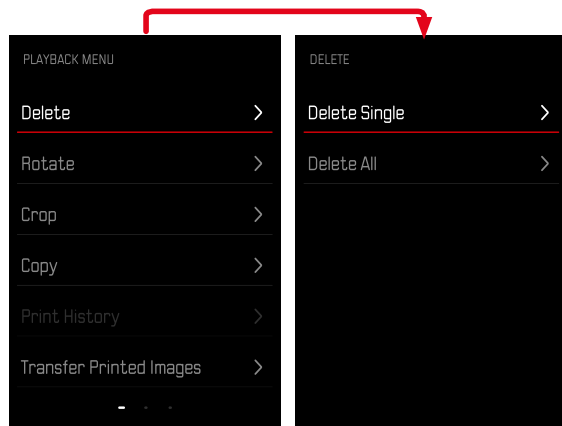 PLAYBACK MENU
Delete
Rotate
Crop
Copy
Print History
Transfer Printed Images
DELETE
Delete Single
Delete All